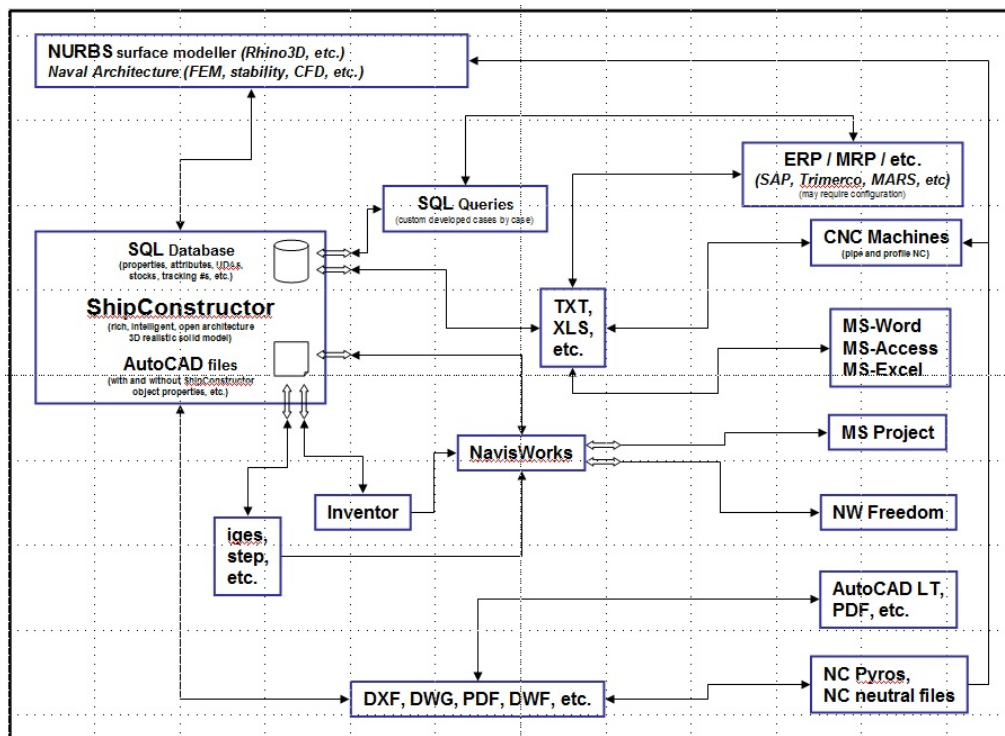 NURBS surface modeller (Rhino3D, etc.)
Naval Architecture (FEM, stability, CFD, etc.)
ERP / MRP / etc.
(SAP, Trimerco, MARS, etc)
(may require configuration)
SQL Queries
(custom developed cases by case)
CNC Machines
(pipe and profile NC)
SQL Database
(properties, attributes, UDAs,
stocks, tracking #s, etc.)
ShipConstructor
(rich, intelligent, open architecture
3D realistic solid model)
AutoCAD files
(with and without ShipConstructor
object properties, etc.)
TXT,
XLS,
etc.
MS-Word
MS-Access
MS-Excel
MS Project
NavisWorks
Inventor
NW Freedom
iges,
step,
etc.
AutoCAD LT,
PDF, etc.
NC Pyros,
NC neutral files
DXF, DWG, PDF, DWF, etc.